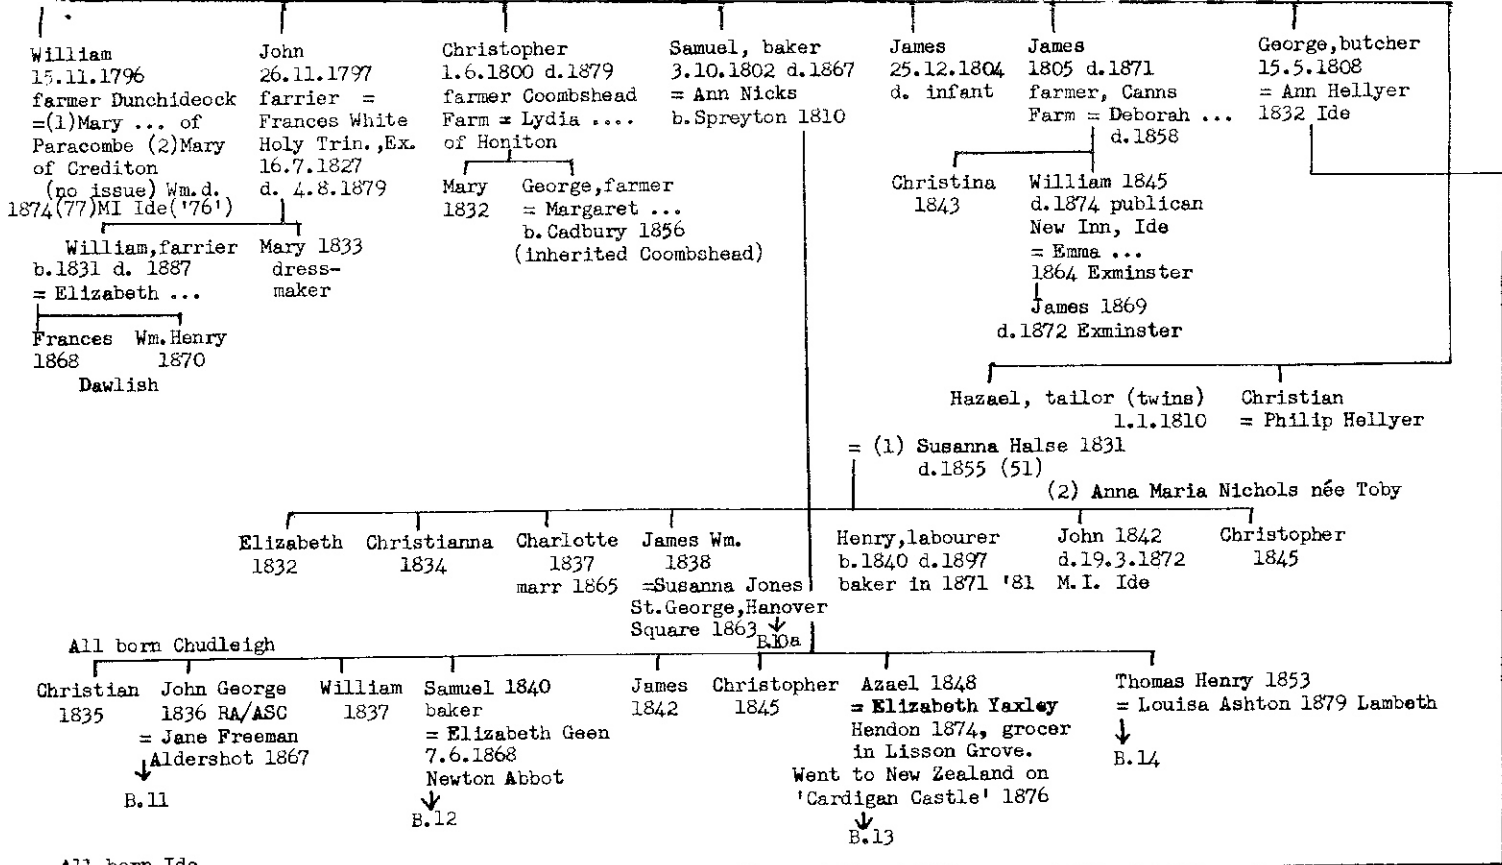 William
15.11.1796
farmer Dunchideock
=(1)Mary ... of
Paracombe (2)Mary
of Crediton
(no issue) Wm.d.
1874(77)MI Ide('76')
John
26.11.1797
farrier =
Frances White
Holy Trin.,Ex.
16.7.1827
d. 4.8.1879
Christopher
1.6.1800 d.1879
farmer Coombshead
Farm = Lydia ....
of Honiton
Samuel, baker
3.10.1802 d.1867
= Ann Nicks
b.Spreyton 1810
James
25.12.1804
d. infant
James
1805 d.1871
farmer, Canns
Farm = Deborah ...
d.1858
George,butcher
15.5.1808
= Ann Hellyer
1832 Ide
Mary
1832
George,farmer
= Margaret ...
b.Cadbury 1856
(inherited Coombshead)
Christina
1843
William 1845
d.1874 publican
New Inn, Ide
= Emma ...
1864 Exminster
James 1869
d.1872 Exminster
William,farrier
b.1831 d. 1887
= Elizabeth ...
Mary 1833
dress-
maker
Frances
1868
Wm.Henry
1870
Dawlish
Hazael, tailor (twins)
1.1.1810
Christian
= Philip Hellyer
= (1) Susanna Halse 1831
d.1855 (51)
(2) Anna Maria Nichols née Toby
Elizabeth
1832
Christianna
1834
Charlotte
1837
marr 1865
James Wm.
1838
=Susanna Jones
St.George,Hanover
Square 1863
B.10a
Henry,labourer
b.1840 d.1897
baker in 1871 '81
John 1842
d.19.3.1872
M.I. Ide
Christopher
1845
All born Chudleigh
Christian
1835
John George
1836 RA/ASC
= Jane Freeman
Aldershot 1867
B.11
William
1837
Samuel 1840
baker
= Elizabeth Geen
7.6.1868
Newton Abbot
B.12
James
1842
Christopher
1845
Azael 1848
= Elizabeth Yaxley
Hendon 1874, grocer
in Lisson Grove.
Went to New Zealand on
'Cardigan Castle' 1876
B.13
Thomas Henry 1853
= Louisa Ashton 1879 Lambeth
B.14
All born Ide